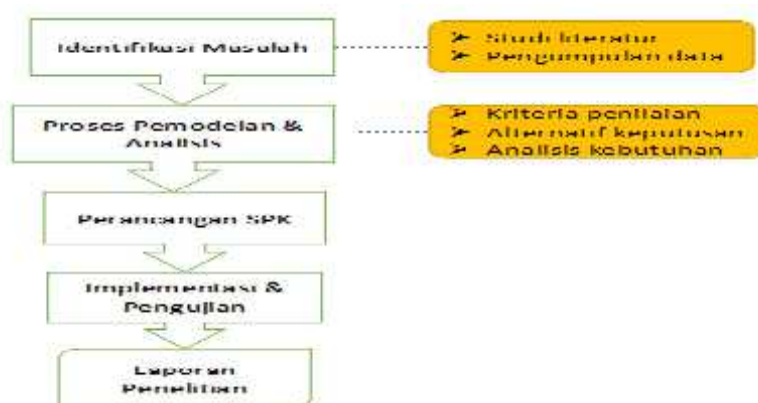 Identifikasi Masalah
➤ Studi literatur
➤ Pengumpulan data
Proses Pemodelan &
Analisis
➤ Kriteria penilaian
➤ Alternatif keputusan
➤ Analisis kebutuhan
Perancangan SPK
Implementasi &
Pengujian
Laporan
Penelitian